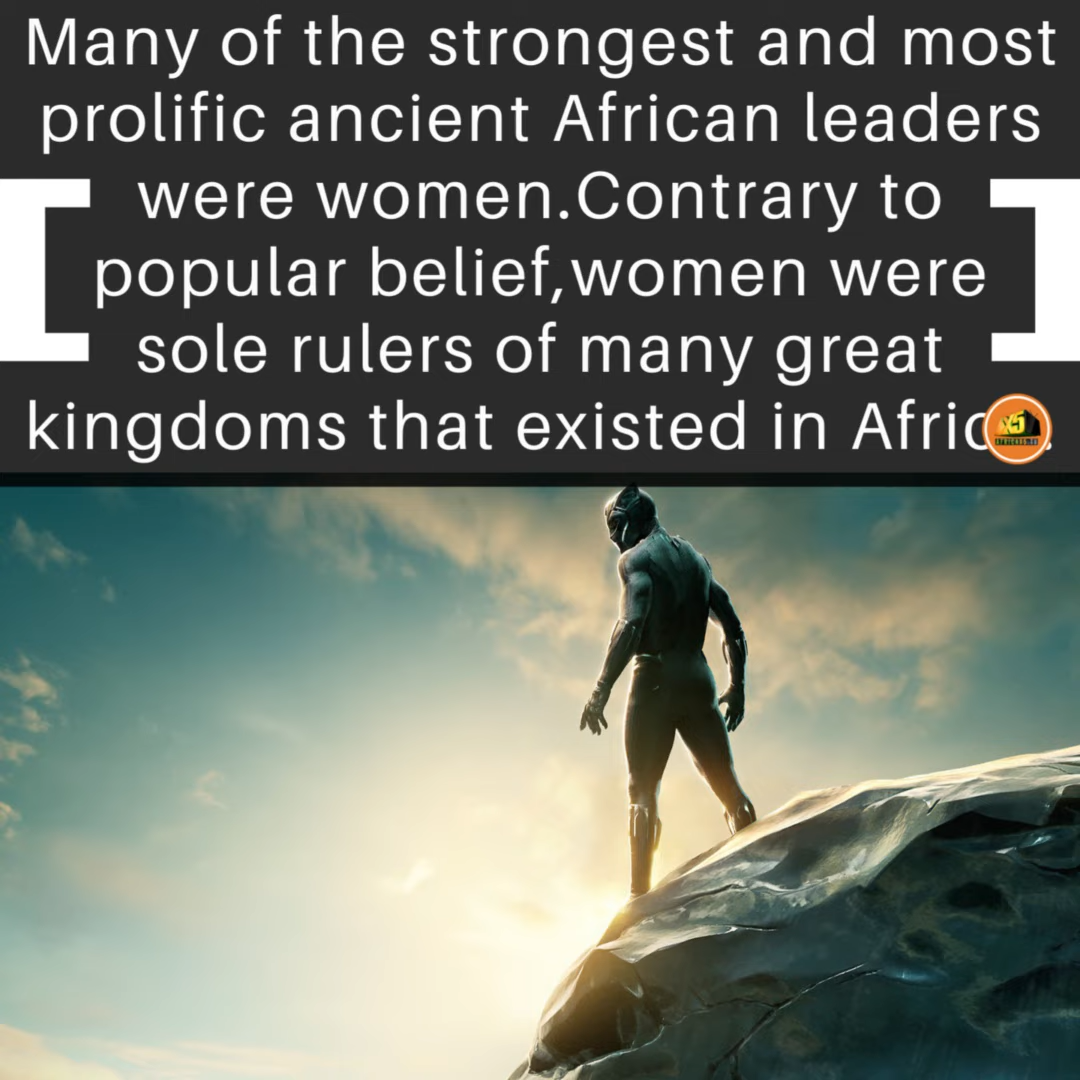 Many of the strongest and most
prolific ancient African leaders
were women.Contrary to
popular belief,women were
sole rulers of many great
kingdoms that existed in